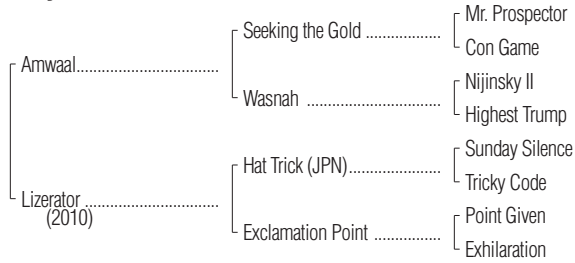 Mr. Prospector
Seeking the Gold ..................
Con Game
Amwaal.................................
Nijinsky II
Wasnah ................................
Highest Trump
Sunday Silence
Hat Trick (JPN)......................
Tricky Code
Lizerator ................................
(2010)
Point Given
Exclamation Point ................
Exhilaration